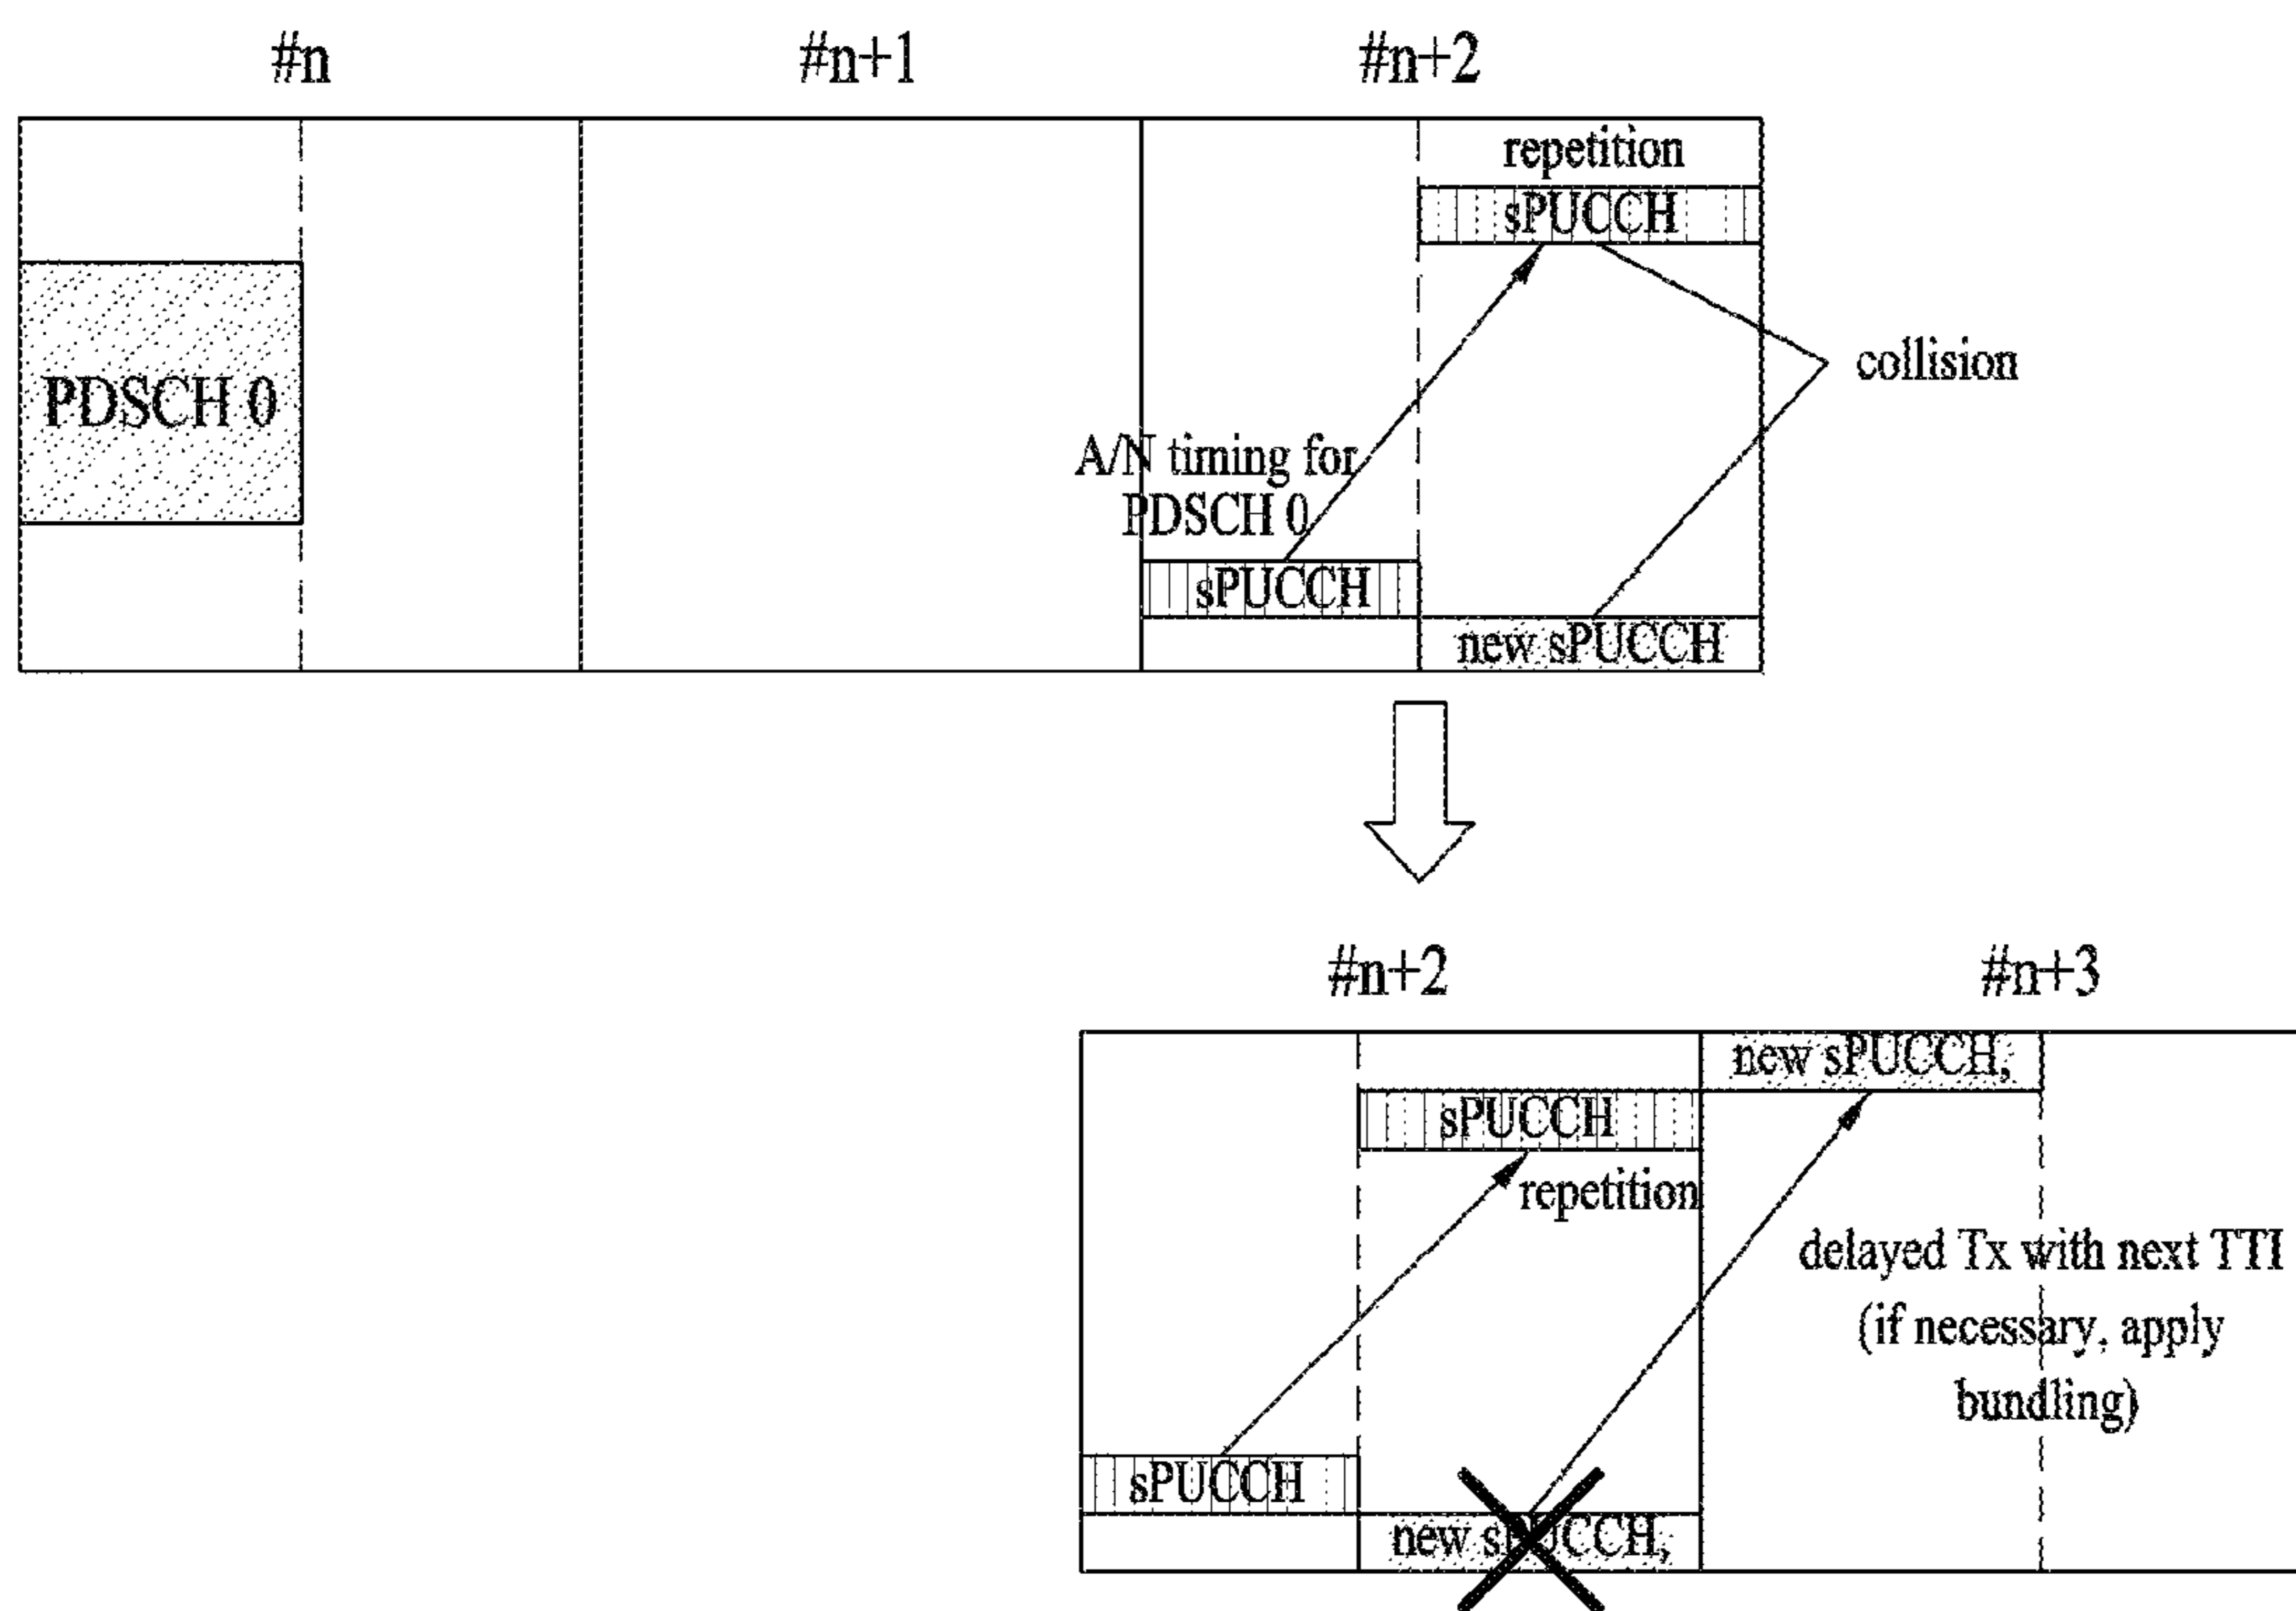 #n #n+1 #n+2
repetition
sPUCCH
collision
PDSCH 0
A/N timing for
PDSCH 0
sPUCCH
new sPUCCH
#n+2 #n+3
new sPUCCH,
sPUCCH
repetition
delayed Tx with next TTI
(if necessary, apply
bundling)
sPUCCH
new sPUCCH,